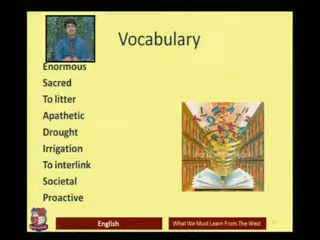 Vocabulary
Enormous
Sacred
To litter
Apathetic
Drought
Irrigation
To interlink
Societal
Proactive
English
What We Must Learn From The West